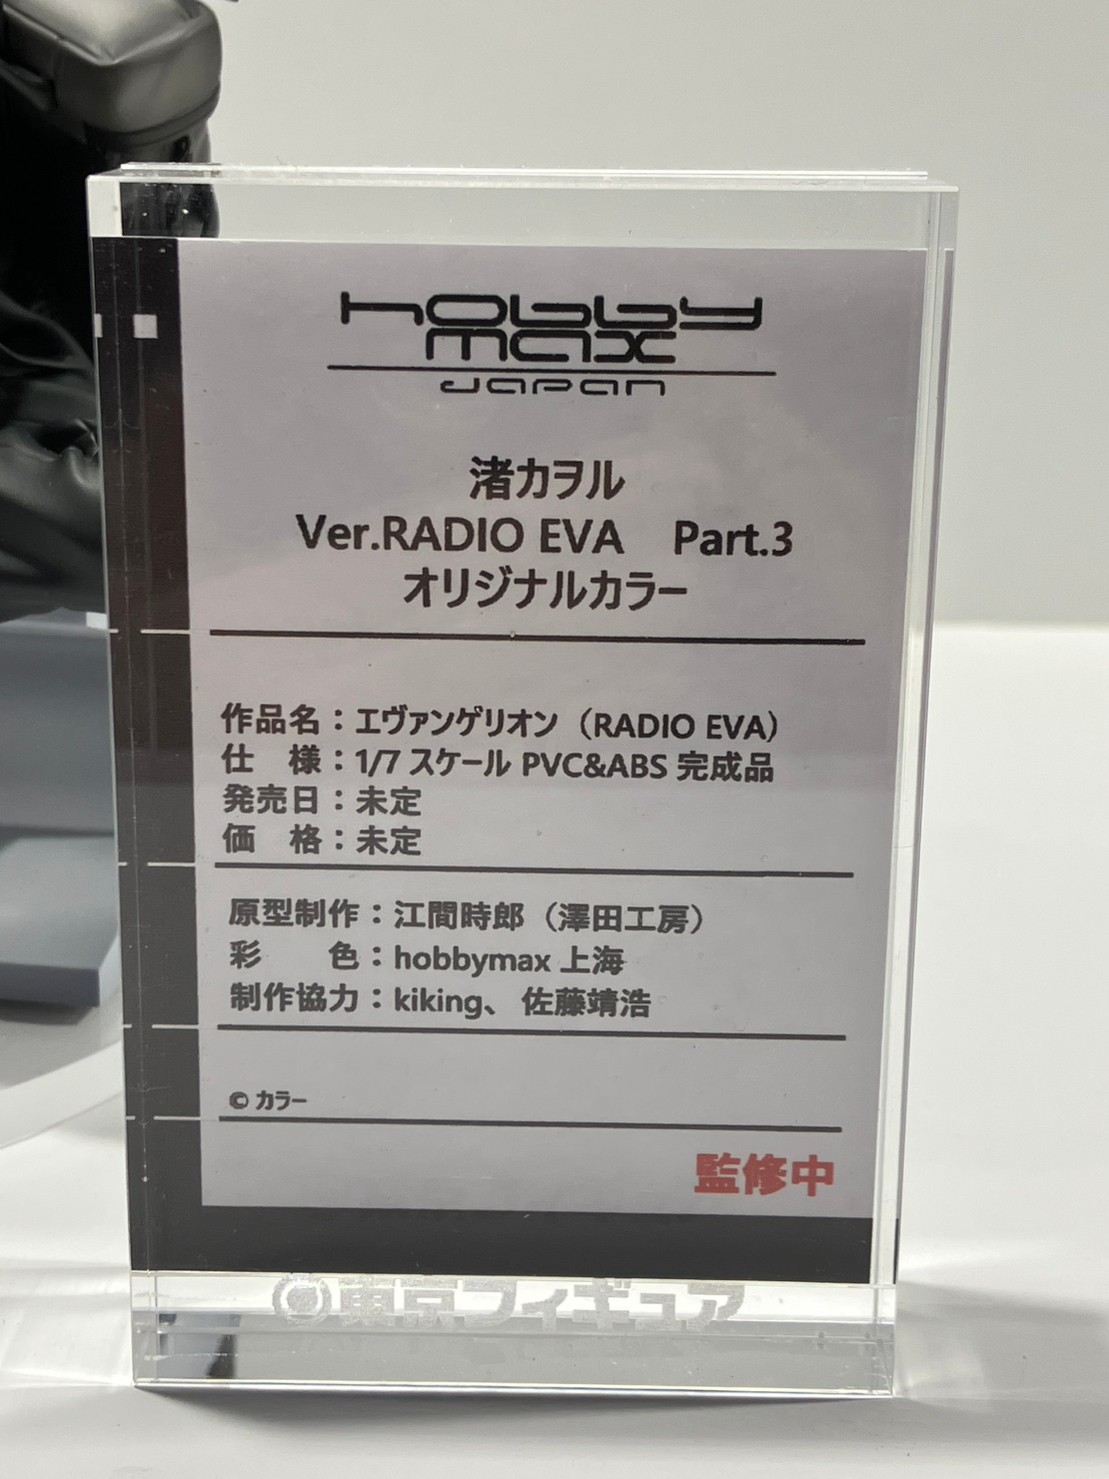 hobby
max
japan
渚カヲル
Ver.RADIO EVA　Part.3
オリジナルカラー
作品名：エヴァンゲリオン（RADIO EVA）
仕　様：1/7 スケール PVC&ABS 完成品
発売日：未定
価　格：未定
原型制作：江間時郎（澤田工房）
彩　　色：hobbymax 上海
制作協力：kiking、 佐藤靖浩
© カラー
監修中
東京フィギュア